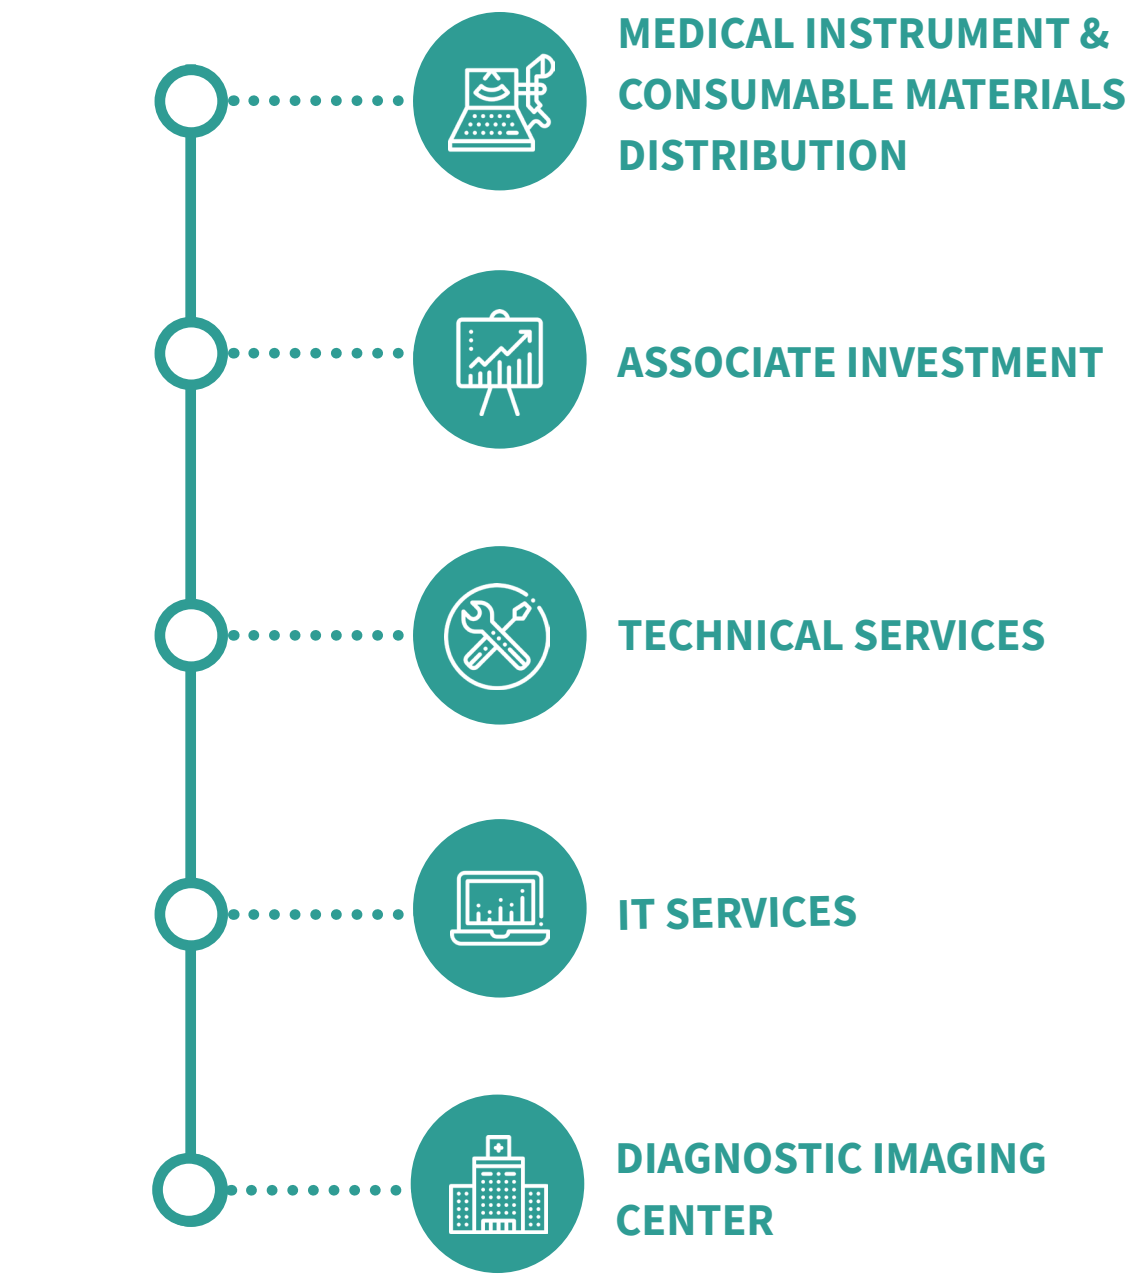 MEDICAL INSTRUMENT &
CONSUMABLE MATERIALS
DISTRIBUTION
ASSOCIATE INVESTMENT
TECHNICAL SERVICES
IT SERVICES
DIAGNOSTIC IMAGING
CENTER